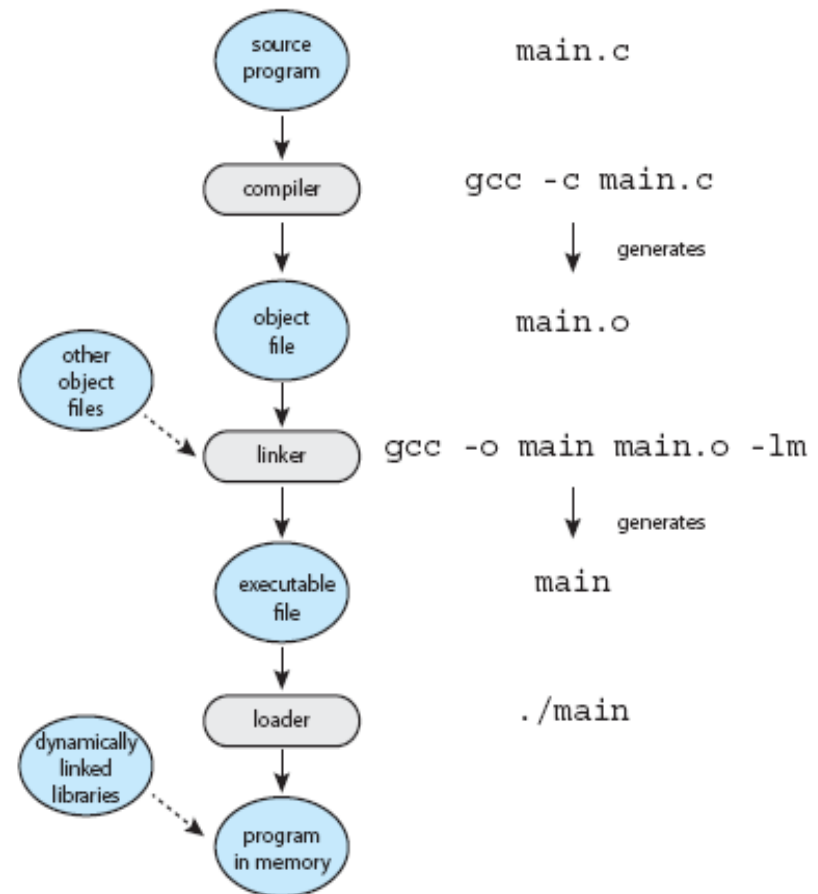 source
program
main.c
compiler
gcc -c main.c
generates
object
file
main.o
other
object
files
linker
gcc -o main main.o -lm
generates
executable
file
main
loader
./main
dynamically
linked
libraries
program
in memory